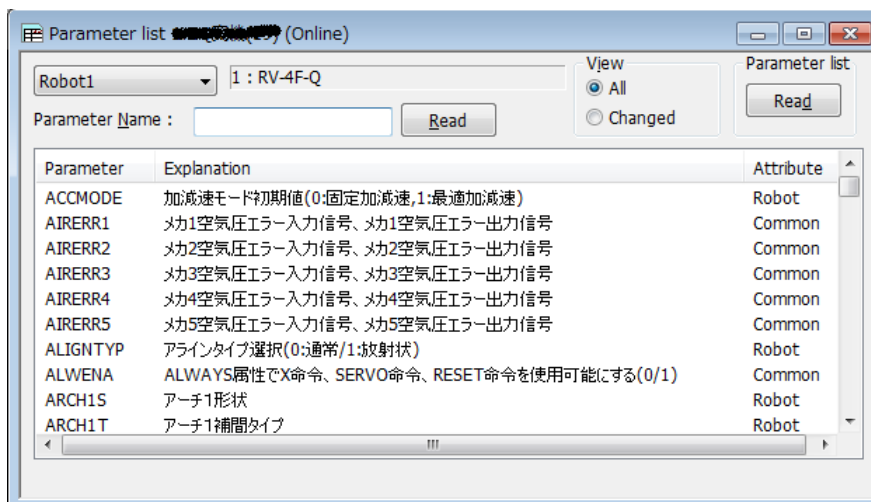 Parameter list (Online)
Robot1 1 : RV-4F-Q
View
All
Changed
Parameter list
Read
Parameter Name : Read
Parameter Explanation Attribute
ACCMODE 加減速モード初期値(0:固定加減速,1:最適加減速) Robot
AIRERR1 メカ1空気圧エラー入力信号、メカ1空気圧エラー出力信号 Common
AIRERR2 メカ2空気圧エラー入力信号、メカ2空気圧エラー出力信号 Common
AIRERR3 メカ3空気圧エラー入力信号、メカ3空気圧エラー出力信号 Common
AIRERR4 メカ4空気圧エラー入力信号、メカ4空気圧エラー出力信号 Common
AIRERR5 メカ5空気圧エラー入力信号、メカ5空気圧エラー出力信号 Common
ALIGNTYP アラインタイプ選択(0:通常/1:放射状) Robot
ALWENA ALWAYS属性でX命令、SERVO命令、RESET命令を使用可能にする(0/1) Common
ARCH1S アーチ1形状 Robot
ARCH1T アーチ1補間タイプ Robot